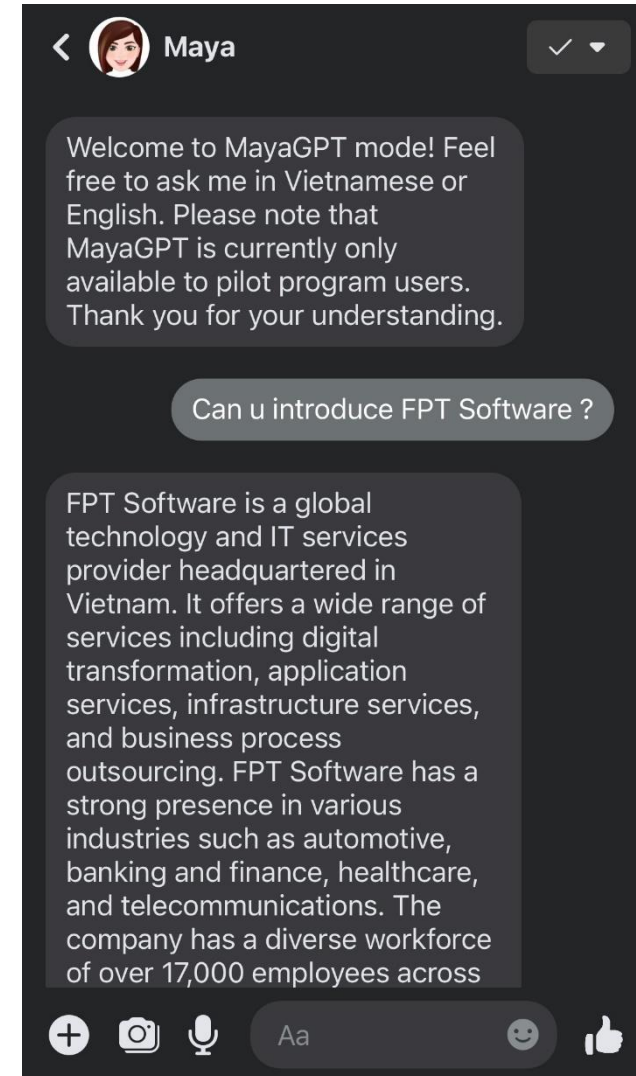 Maya
Welcome to MayaGPT mode! Feel
free to ask me in Vietnamese or
English. Please note that
MayaGPT is currently only
available to pilot program users.
Thank you for your understanding.
Can u introduce FPT Software ?
FPT Software is a global
technology and IT services
provider headquartered in
Vietnam. It offers a wide range of
services including digital
transformation, application
services, infrastructure services,
and business process
outsourcing. FPT Software has a
strong presence in various
industries such as automotive,
banking and finance, healthcare,
and telecommunications. The
company has a diverse workforce
of over 17,000 employees across
Aa